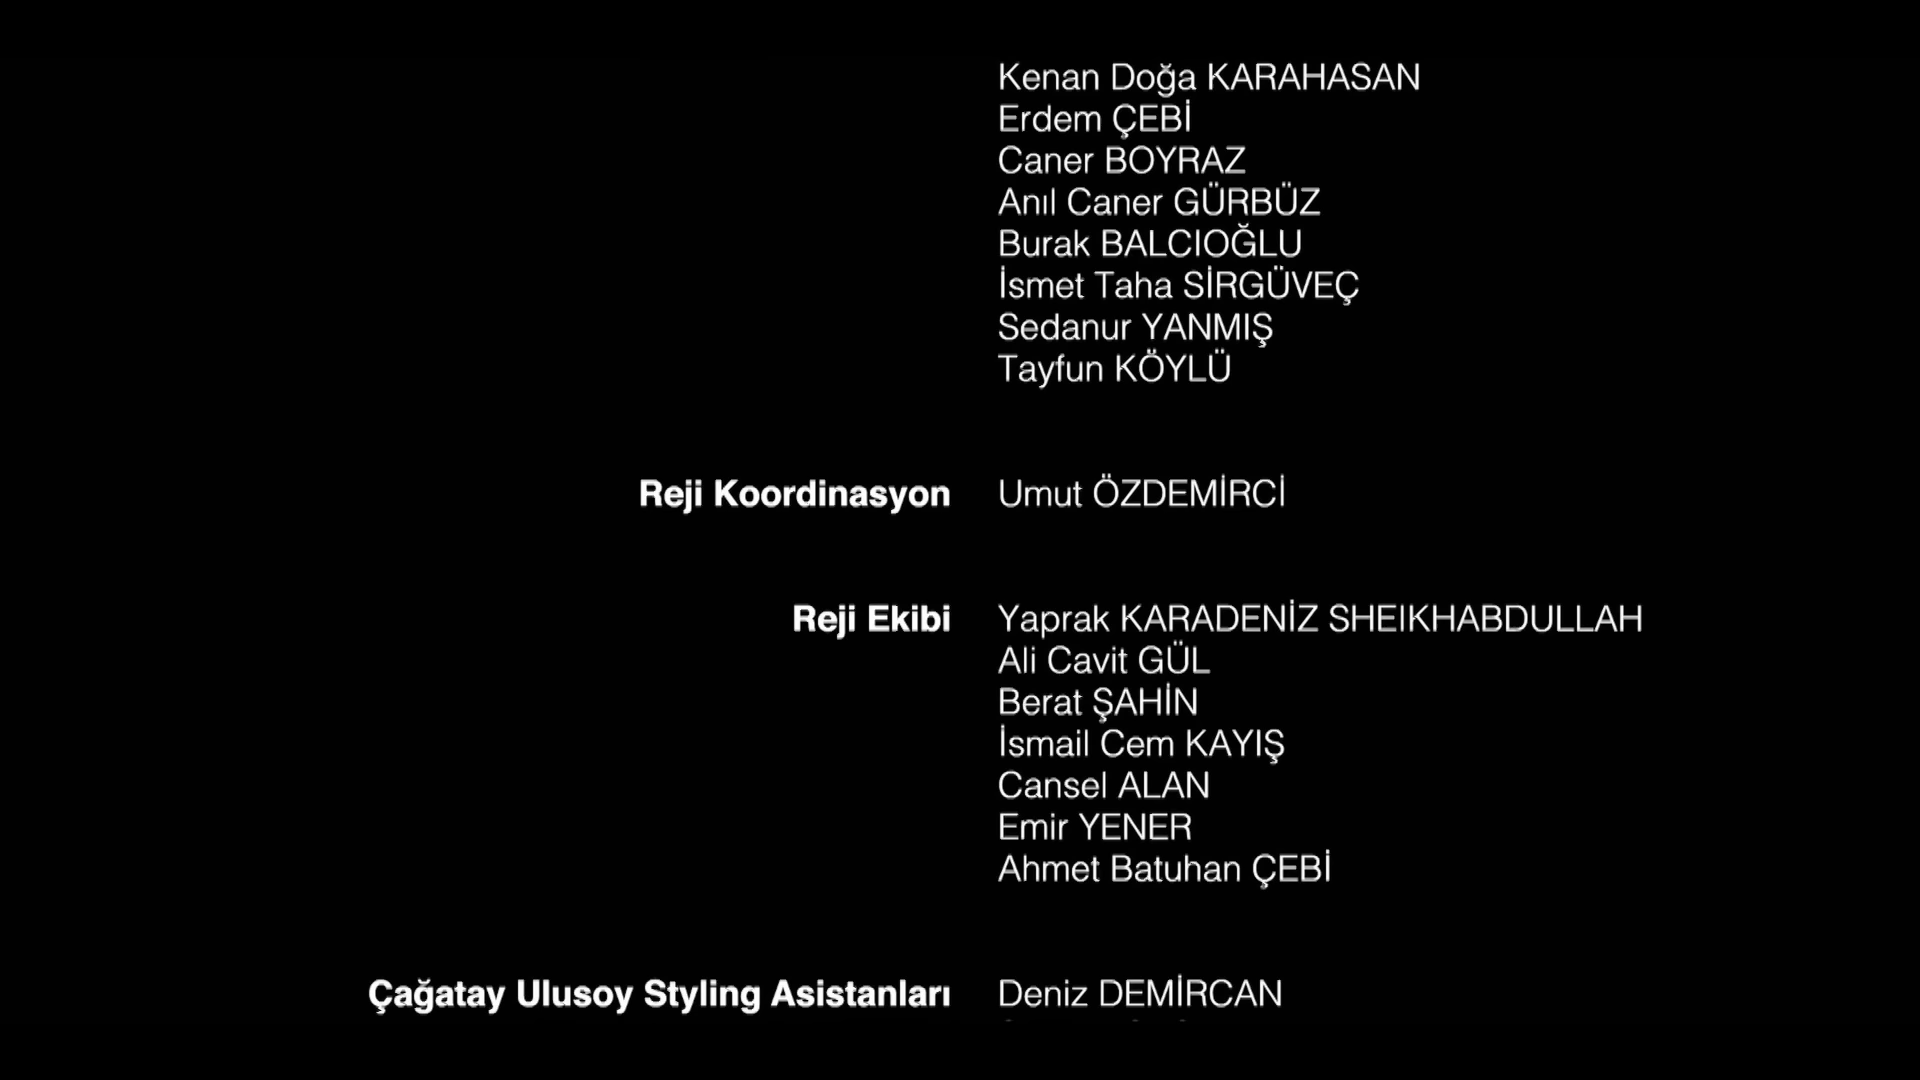 Kenan Doğa KARAHASAN
Erdem ÇEBİ
Caner BOYRAZ
Anıl Caner GÜRBÜZ
Burak BALCIOĞLU
İsmet Taha SİRGÜVEÇ
Sedanur YANMIŞ
Tayfun KÖYLÜ
Reji Koordinasyon Umut ÖZDEMİRCİ
Reji Ekibi Yaprak KARADENİZ SHEIKHABDULLAH
Ali Cavit GÜL
Berat ŞAHİN
İsmail Cem KAYIŞ
Cansel ALAN
Emir YENER
Ahmet Batuhan ÇEBİ
Çağatay Ulusoy Styling Asistanları Deniz DEMİRCAN